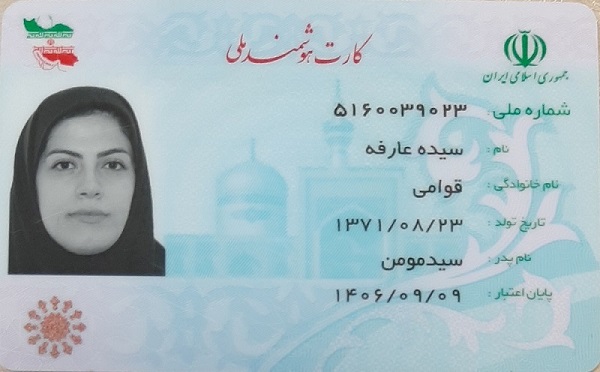 کارت هوشمند ملی
جمهوری اسلامی ایران
شماره ملی: ۵۱۶۰۰۳۹۰۲۳
نام: سیده عارفه
نام خانوادگی: قوامی
تاریخ تولد: ۱۳۷۱/۰۸/۲۳
نام پدر: سیدمومن
پایان اعتبار: ۱۴۰۶/۰۹/۰۹